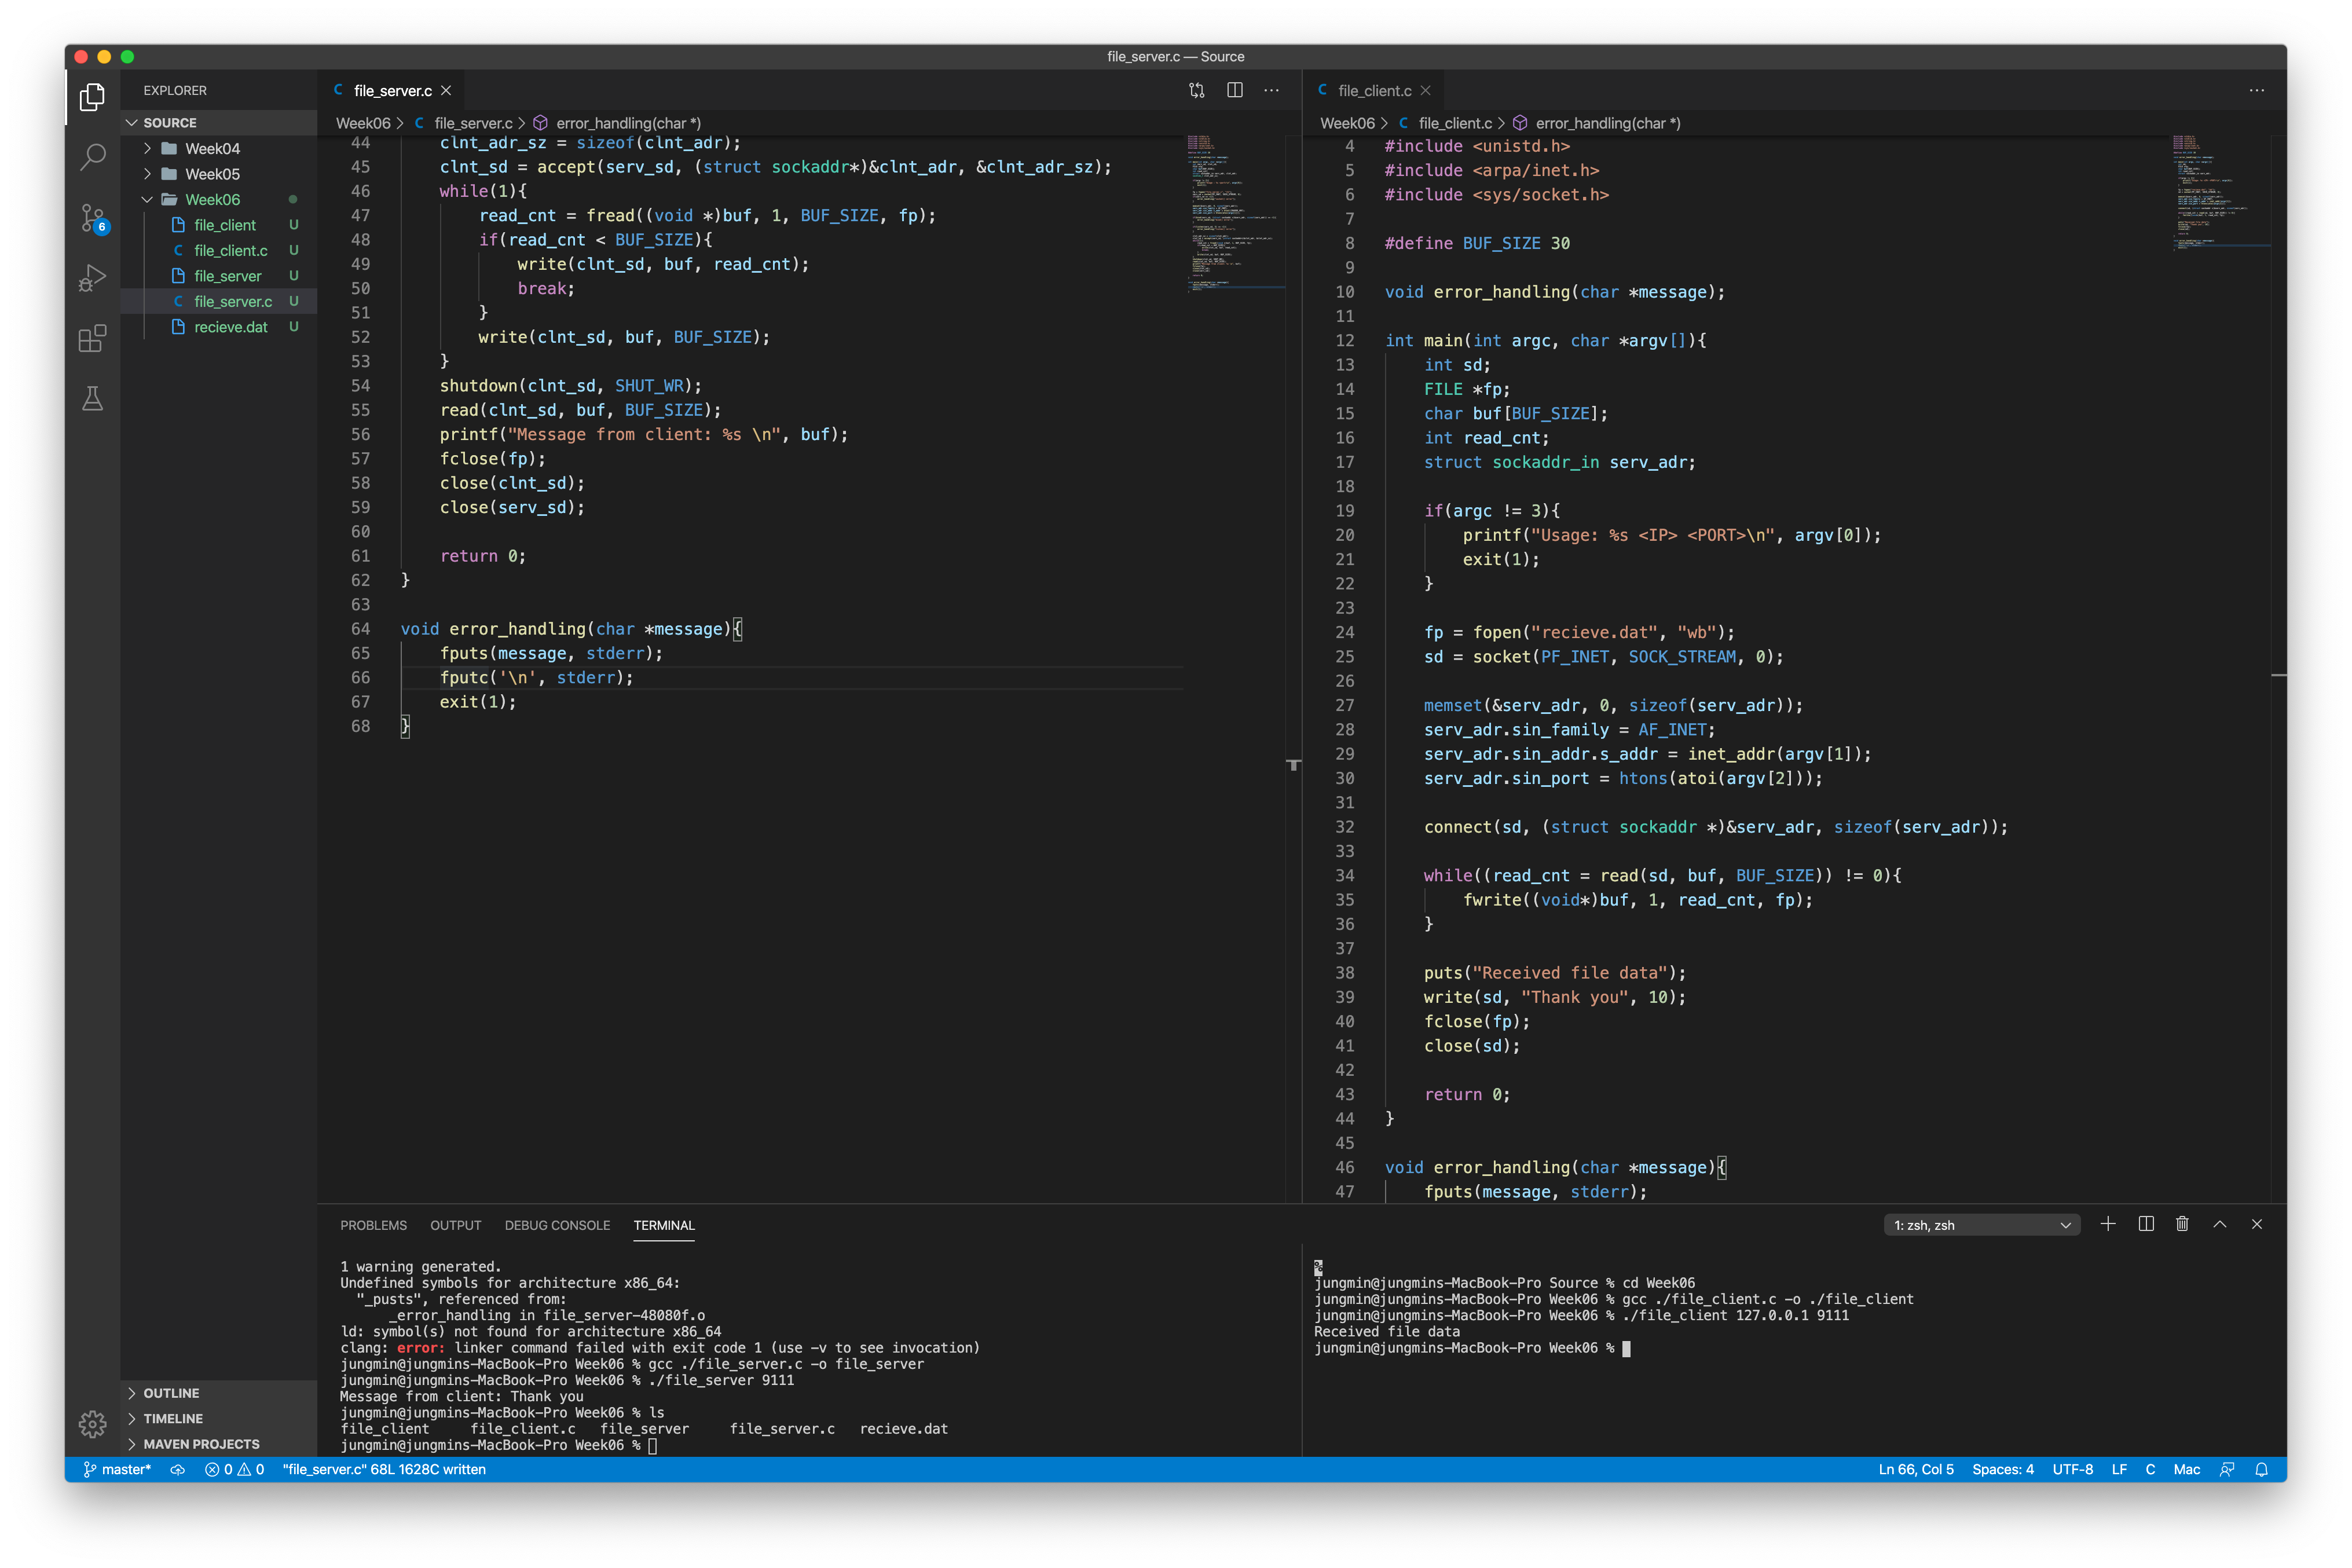 file_server.c — Source
EXPLORER
SOURCE
Week04
Week05
Week06
file_client U
file_client.c U
file_server U
file_server.c U
recieve.dat U
6
OUTLINE
TIMELINE
MAVEN PROJECTS
file_server.c
Week06 > C file_server.c > error_handling(char *)
44 clnt_adr_sz = sizeof(clnt_adr);
45 clnt_sd = accept(serv_sd, (struct sockaddr*)&clnt_adr, &clnt_adr_sz);
46 while(1){
47 read_cnt = fread((void *)buf, 1, BUF_SIZE, fp);
48 if(read_cnt < BUF_SIZE){
49 write(clnt_sd, buf, read_cnt);
50 break;
51 }
52 write(clnt_sd, buf, BUF_SIZE);
53 }
54 shutdown(clnt_sd, SHUT_WR);
55 read(clnt_sd, buf, BUF_SIZE);
56 printf("Message from client: %s \n", buf);
57 fclose(fp);
58 close(clnt_sd);
59 close(serv_sd);
60
61 return 0;
62 }
63
64 void error_handling(char *message){
65 fputs(message, stderr);
66 fputc('\n', stderr);
67 exit(1);
68 }
C file_client.c
Week06 > C file_client.c > error_handling(char *)
4 #include <unistd.h>
5 #include <arpa/inet.h>
6 #include <sys/socket.h>
7
8 #define BUF_SIZE 30
9
10 void error_handling(char *message);
11
12 int main(int argc, char *argv[]){
13 int sd;
14 FILE *fp;
15 char buf[BUF_SIZE];
16 int read_cnt;
17 struct sockaddr_in serv_adr;
18
19 if(argc != 3){
20 printf("Usage: %s <IP> <PORT>\n", argv[0]);
21 exit(1);
22 }
23
24 fp = fopen("recieve.dat", "wb");
25 sd = socket(PF_INET, SOCK_STREAM, 0);
26
27 memset(&serv_adr, 0, sizeof(serv_adr));
28 serv_adr.sin_family = AF_INET;
29 serv_adr.sin_addr.s_addr = inet_addr(argv[1]);
30 serv_adr.sin_port = htons(atoi(argv[2]));
31
32 connect(sd, (struct sockaddr *)&serv_adr, sizeof(serv_adr));
33
34 while((read_cnt = read(sd, buf, BUF_SIZE)) != 0){
35 fwrite((void*)buf, 1, read_cnt, fp);
36 }
37
38 puts("Received file data");
39 write(sd, "Thank you", 10);
40 fclose(fp);
41 close(sd);
42
43 return 0;
44 }
45
46 void error_handling(char *message){
47 fputs(message, stderr);
PROBLEMS OUTPUT DEBUG CONSOLE TERMINAL 1: zsh, zsh
1 warning generated.
Undefined symbols for architecture x86_64:
"_pusts", referenced from:
_error_handling in file_server-48080f.o
ld: symbol(s) not found for architecture x86_64
clang: error: linker command failed with exit code 1 (use -v to see invocation)
jungmin@jungmins-MacBook-Pro Week06 % gcc ./file_server.c -o file_server
jungmin@jungmins-MacBook-Pro Week06 % ./file_server 9111
Message from client: Thank you
jungmin@jungmins-MacBook-Pro Week06 % ls
file_client file_client.c file_server file_server.c recieve.dat
jungmin@jungmins-MacBook-Pro Week06 %
%
jungmin@jungmins-MacBook-Pro Source % cd Week06
jungmin@jungmins-MacBook-Pro Week06 % gcc ./file_client.c -o ./file_client
jungmin@jungmins-MacBook-Pro Week06 % ./file_client 127.0.0.1 9111
Received file data
jungmin@jungmins-MacBook-Pro Week06 %
master* 0 0 "file_server.c" 68L 1628C written Ln 66, Col 5 Spaces: 4 UTF-8 LF C Mac